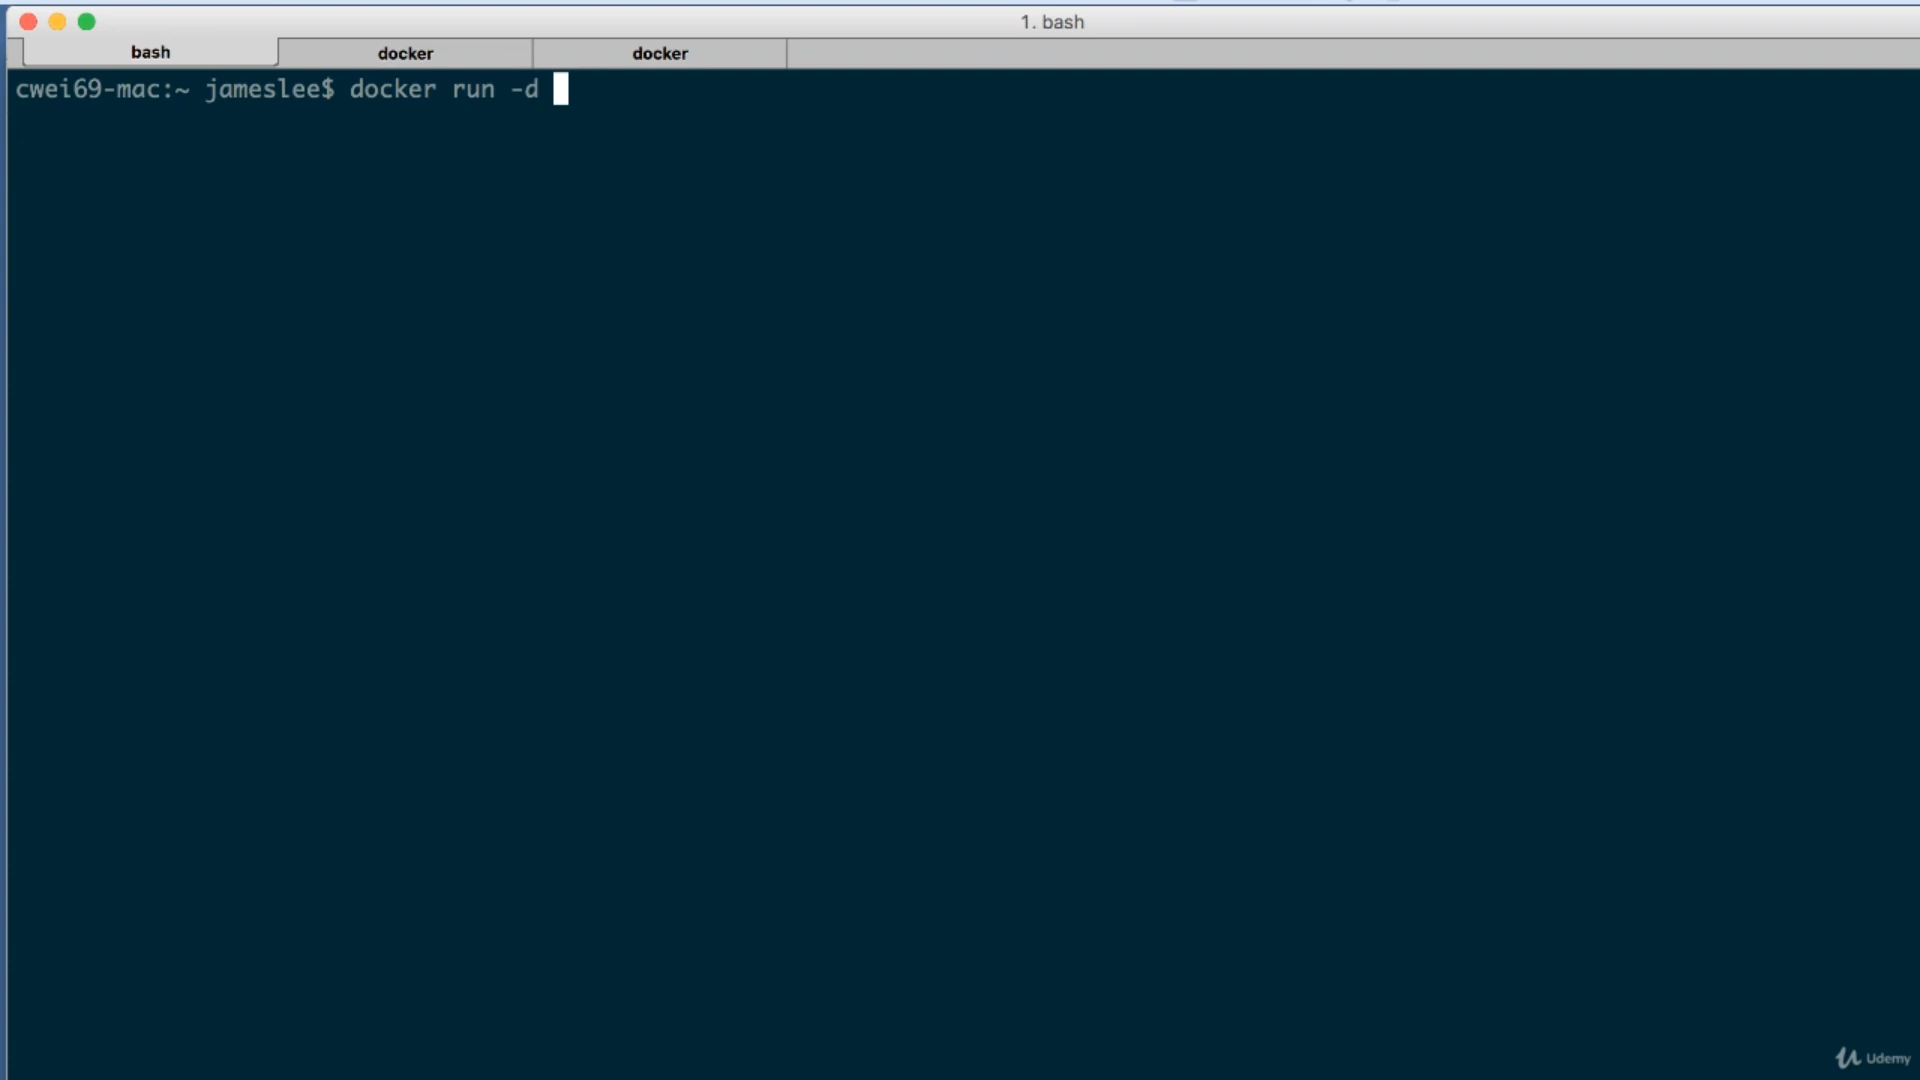 1. bash
bash docker docker
cwei69-mac:~ jameslee$ docker run -d
Udemy